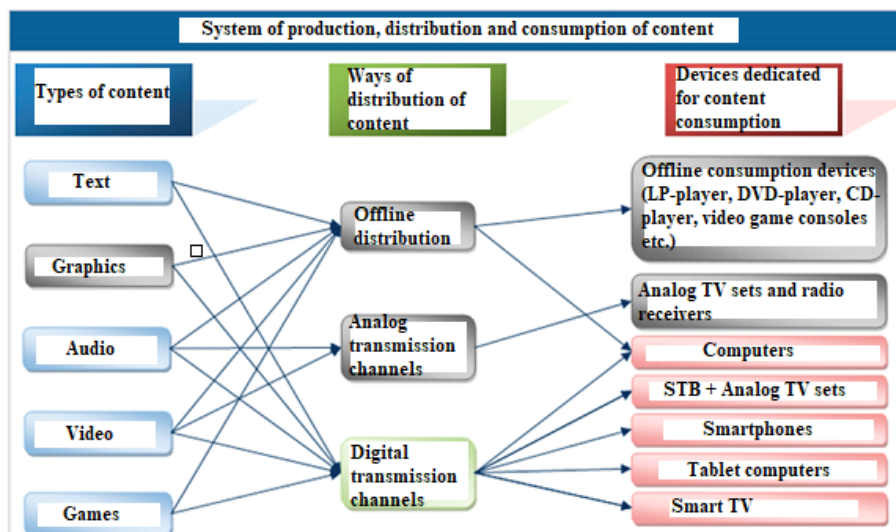 System of production, distribution and consumption of content
Types of content
Ways of
distribution of
content
Devices dedicated
for content
consumption
Text
Graphics
Audio
Video
Games
Offline
distribution
Analog
transmission
channels
Digital
transmission
channels
Offline consumption devices
(LP-player, DVD-player, CD-
player, video game consoles
etc.)
Analog TV sets and radio
receivers
Computers
STB + Analog TV sets
Smartphones
Tablet computers
Smart TV